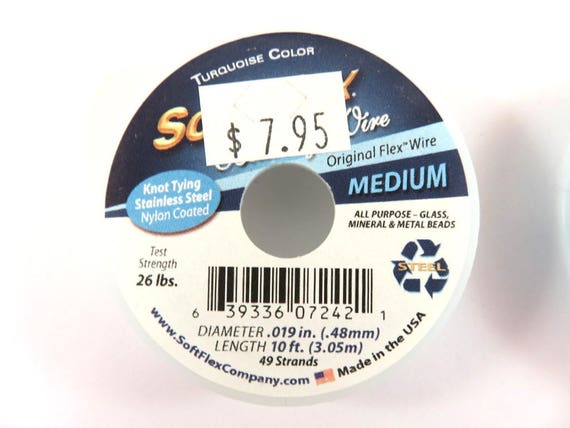 TURQUOISE COLOR
$ 7.95
Wire
Original Flex™ Wire
MEDIUM
Knot Tying
Stainless Steel
Nylon Coated
ALL PURPOSE – GLASS,
MINERAL & METAL BEADS
Test
Strength
26 lbs.
STEEL
6 39336 07242 1
DIAMETER .019 in. (.48mm)
LENGTH 10 ft. (3.05m)
49 Strands
www.SoftFlexCompany.com
Made in the USA